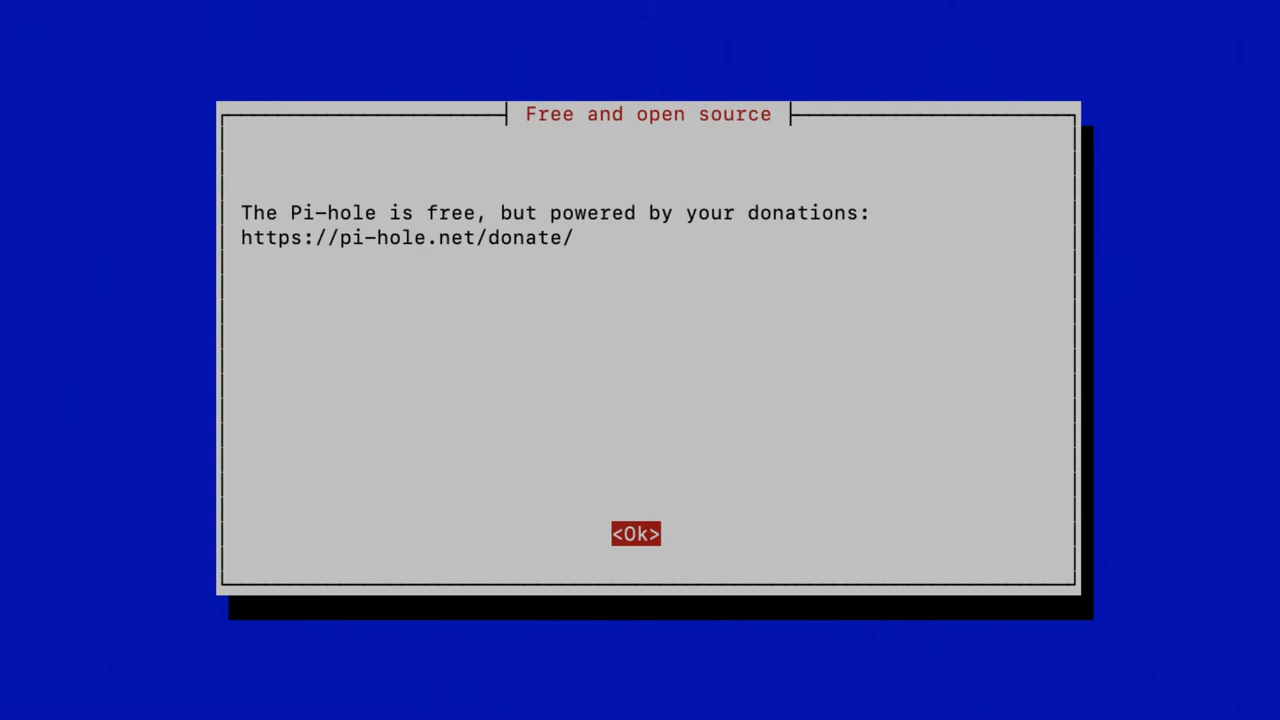 Free and open source
The Pi-hole is free, but powered by your donations:
https://pi-hole.net/donate/
<Ok>